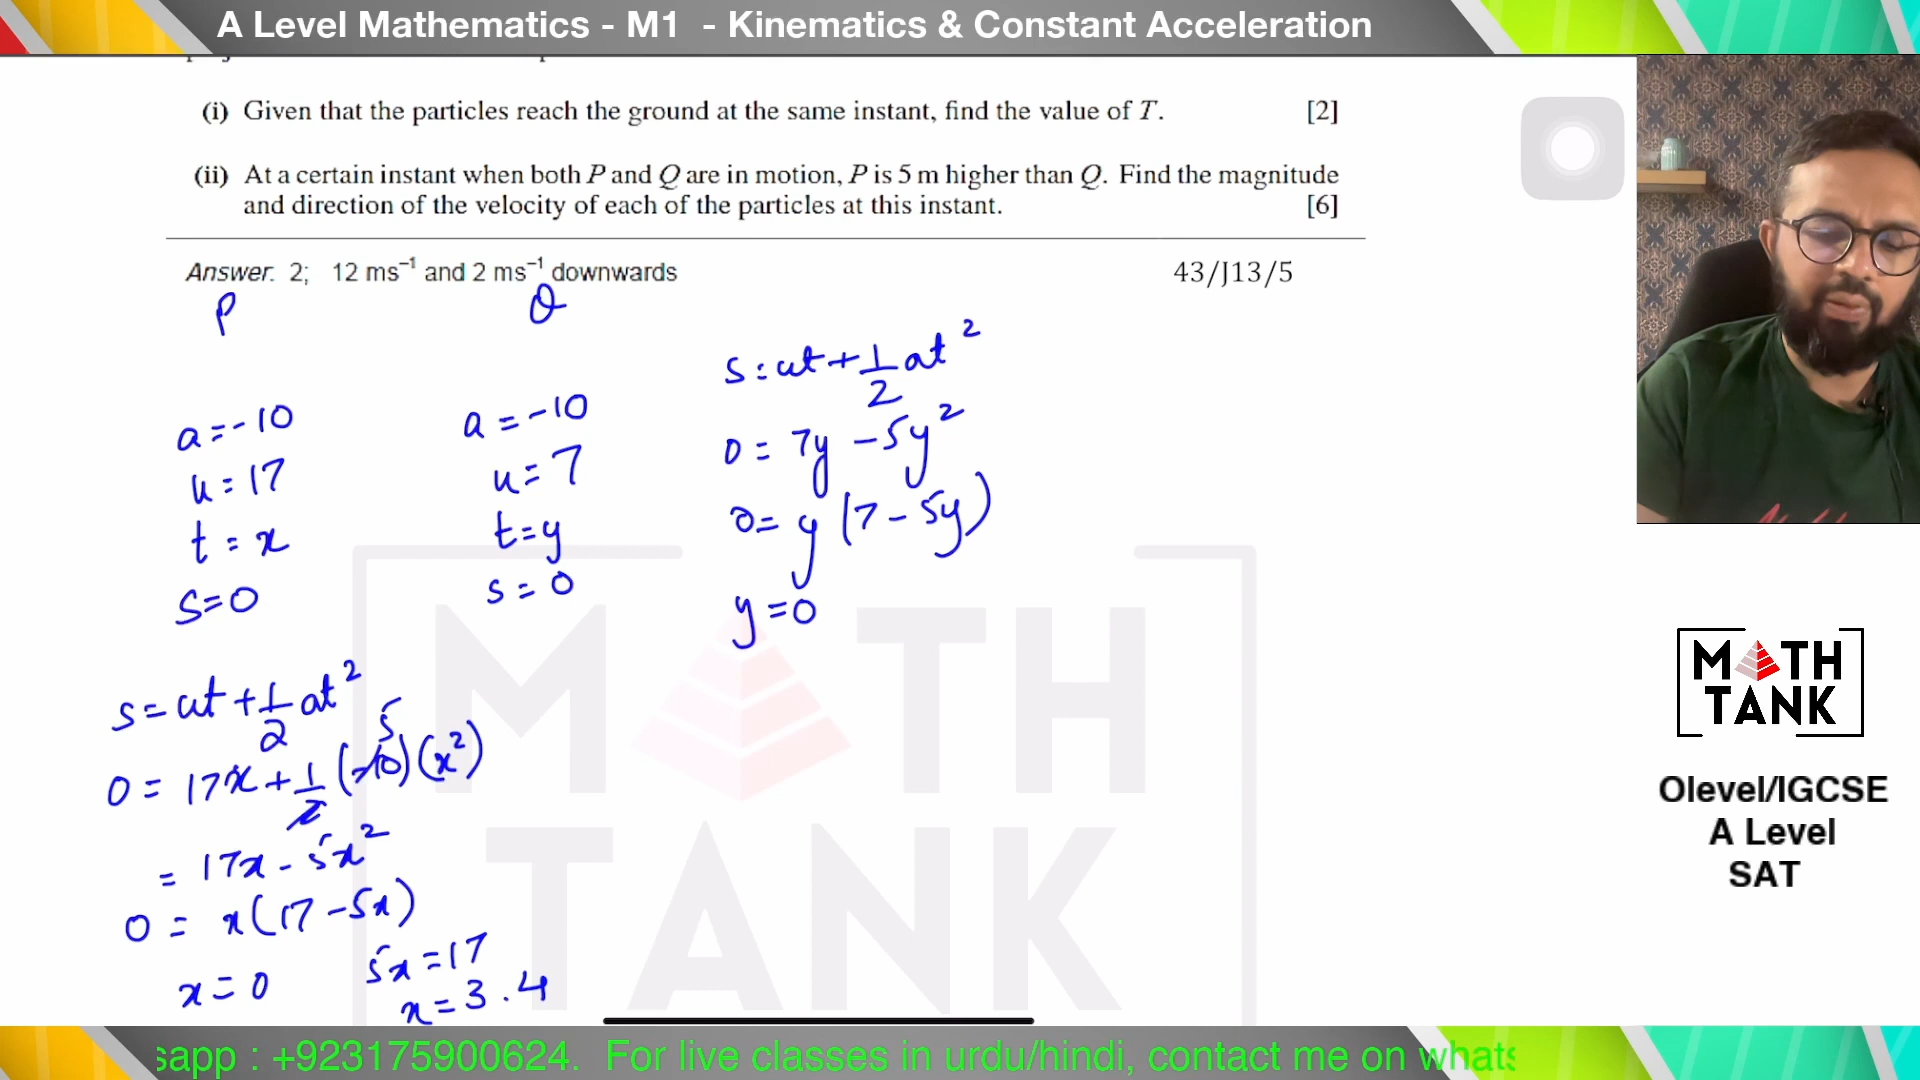 A Level Mathematics - M1 - Kinematics & Constant Acceleration
(i) Given that the particles reach the ground at the same instant, find the value of T. [2]
(ii) At a certain instant when both P and Q are in motion, P is 5 m higher than Q. Find the magnitude
and direction of the velocity of each of the particles at this instant. [6]
Answer: 2; 12 ms⁻¹ and 2 ms⁻¹ downwards 43/J13/5
P
a=-10
u=17
t=x
S=0
s=ut+1/2at²
0=17x+1/2(-10)(x²)
5
=17x-5x²
0=x(17-5x)
x=0
5x=17
x=3.4
Q
a=-10
u=7
t=y
s=0
s=ut+1/2at²
0=7y-5y²
0=y(7-5y)
y=0
MATH
TANK
MATH
TANK
Olevel/IGCSE
A Level
SAT
sapp : +923175900624. For live classes in urdu/hindi, contact me on whats